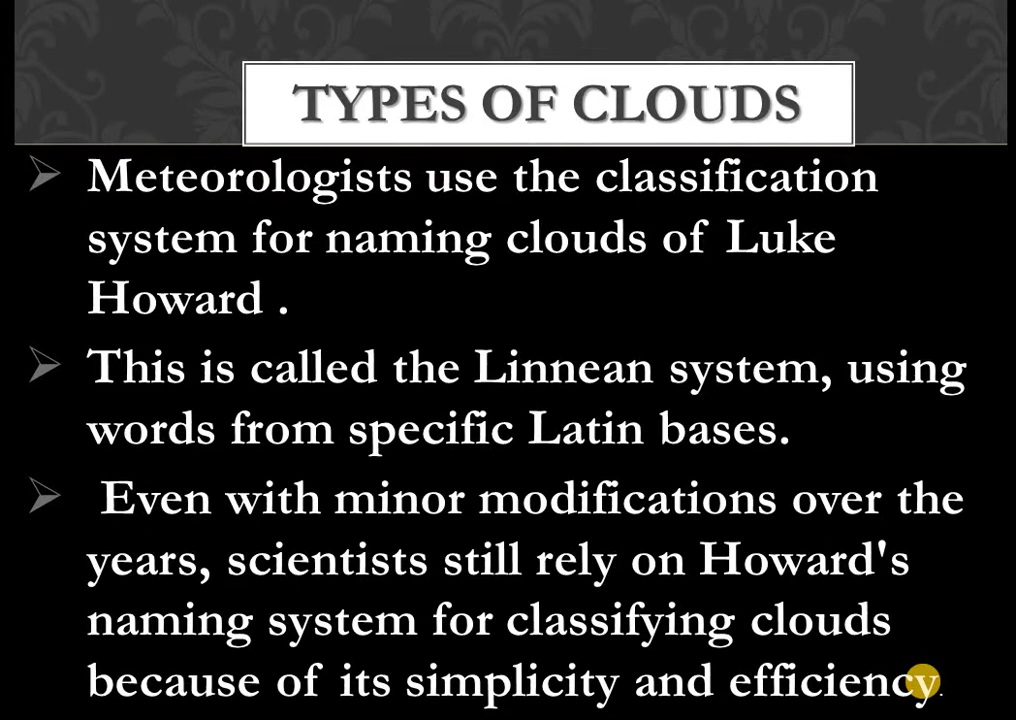 TYPES OF CLOUDS
Meteorologists use the classification
system for naming clouds of Luke
Howard .
This is called the Linnean system, using
words from specific Latin bases.
Even with minor modifications over the
years, scientists still rely on Howard's
naming system for classifying clouds
because of its simplicity and efficiency.